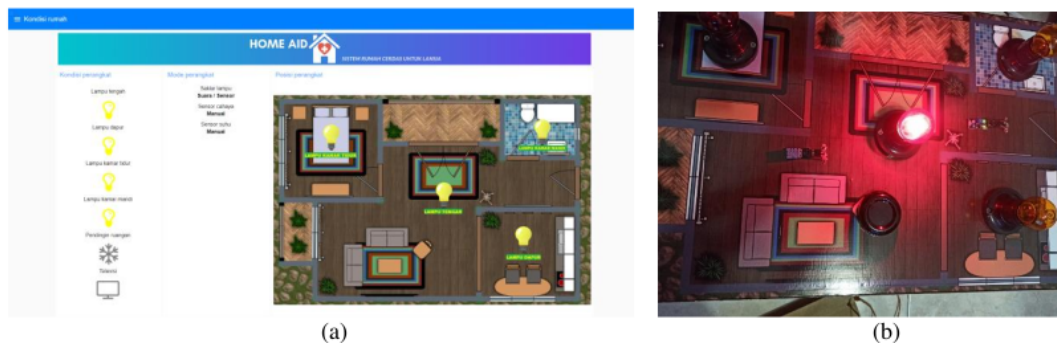 Kondisi rumah
HOME AID
SISTEM RUMAH CERDAS UNTUK LANSIA
Kondisi perangkat
Lampu tengah
Lampu dapur
Lampu kamar tidur
Lampu kamar mandi
Pendingin ruangan
Televisi
Mode perangkat
Saklar lampu
Suara / Sensor
Sensor cahaya
Manual
Sensor suhu
Manual
Posisi perangkat
LAMPU KAMAR TIDUR
LAMPU KAMAR MANDI
LAMPU TENGAH
LAMPU DAPUR
(a)
(b)